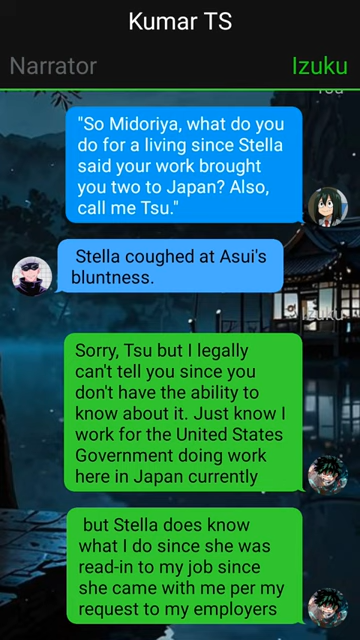 Kumar TS
Narrator
Izuku
"So Midoriya, what do you
do for a living since Stella
said your work brought
you two to Japan? Also,
call me Tsu."
Stella coughed at Asui's
bluntness.
Izuku
Sorry, Tsu but I legally
can't tell you since you
don't have the ability to
know about it. Just know I
work for the United States
Government doing work
here in Japan currently
but Stella does know
what I do since she was
read-in to my job since
she came with me per my
request to my employers